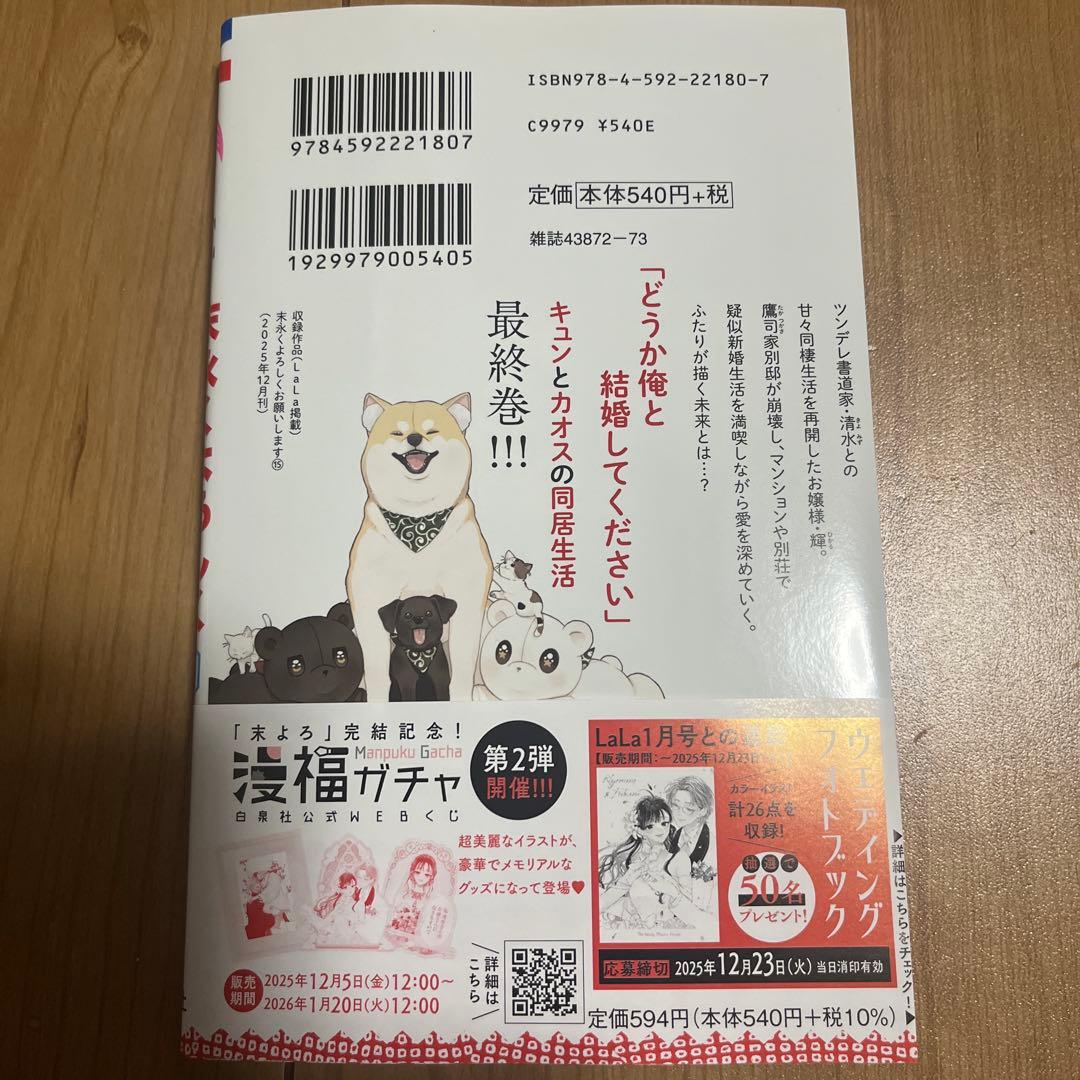 ISBN978-4-592-22180-7
C9979 ¥540E
9784592221807
定価 本体540円+税
雑誌43872-73
1929979005405
ツンデレ書道家・清水との
きよみず
甘々同棲生活を再開したお嬢様・輝。
ひかる
鷹司家別邸が崩壊し、マンションや別荘で
たかつかさ
疑似新婚生活を満喫しながら愛を深めていく。
ふたりが描く未来とは…?
「どうか俺と
結婚してください」
キュンとカオスの同居生活
最終巻!!!
収録作品(LaLa掲載)
末永くよろしくお願いします⑮
(2025年12月刊)
「末よろ」完結記念!
漫福ガチャ
Manpuku Gacha
白泉社公式WEBくじ
第2弾
開催!!!
超美麗なイラストが、
豪華でメモリアルな
グッズになって登場♥
販売
期間
2025年12月5日(金)12:00〜
2026年1月20日(火)12:00
詳細は
こちら
LaLa1月号との
【販売期間:〜2025年12月23日
ウエディング
フォトブック
カラーイラスト
計26点を
収録!
抽選で
50名
プレゼント!
応募締切 2025年12月23日(火) 当日消印有効
▶詳細はこちらをチェック!▶
定価594円(本体540円+税10%)